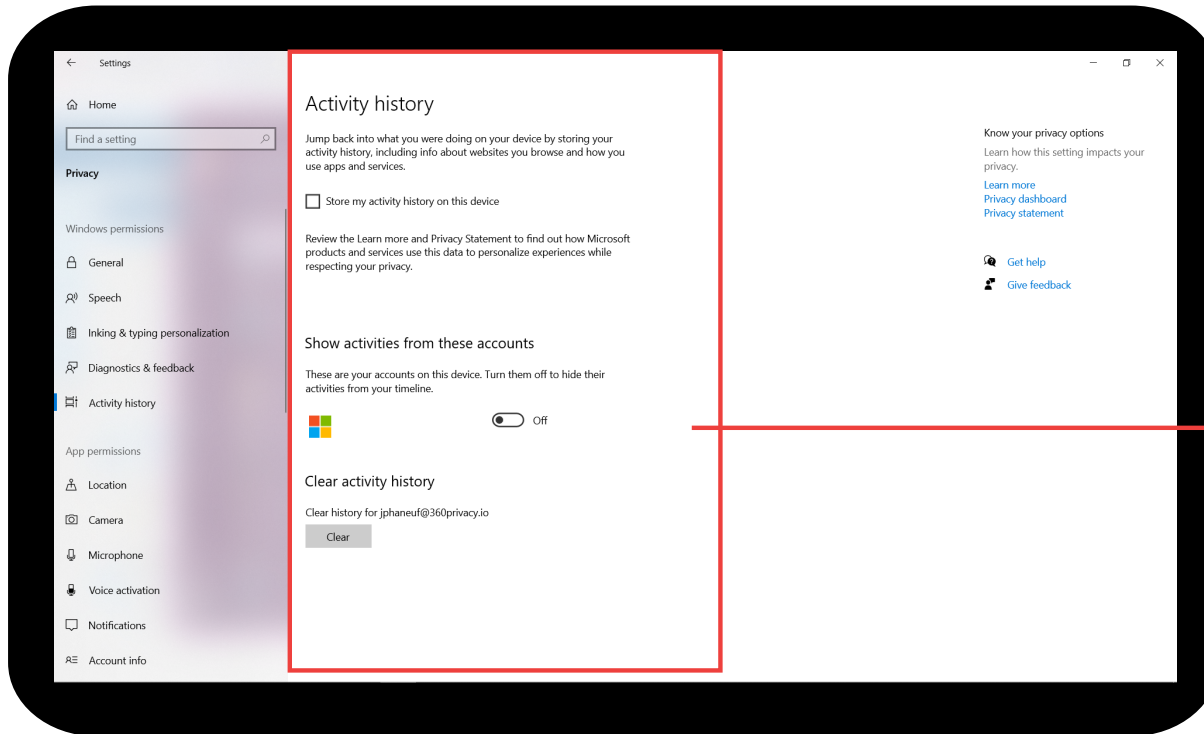 Settings
Home
Find a setting
Privacy
Windows permissions
General
Speech
Inking & typing personalization
Diagnostics & feedback
Activity history
App permissions
Location
Camera
Microphone
Voice activation
Notifications
Account info
Activity history
Jump back into what you were doing on your device by storing your
activity history, including info about websites you browse and how you
use apps and services.
Store my activity history on this device
Review the Learn more and Privacy Statement to find out how Microsoft
products and services use this data to personalize experiences while
respecting your privacy.
Show activities from these accounts
These are your accounts on this device. Turn them off to hide their
activities from your timeline.
Off
Clear activity history
Clear history for jphaneuf@360privacy.io
Clear
Know your privacy options
Learn how this setting impacts your
privacy.
Learn more
Privacy dashboard
Privacy statement
Get help
Give feedback